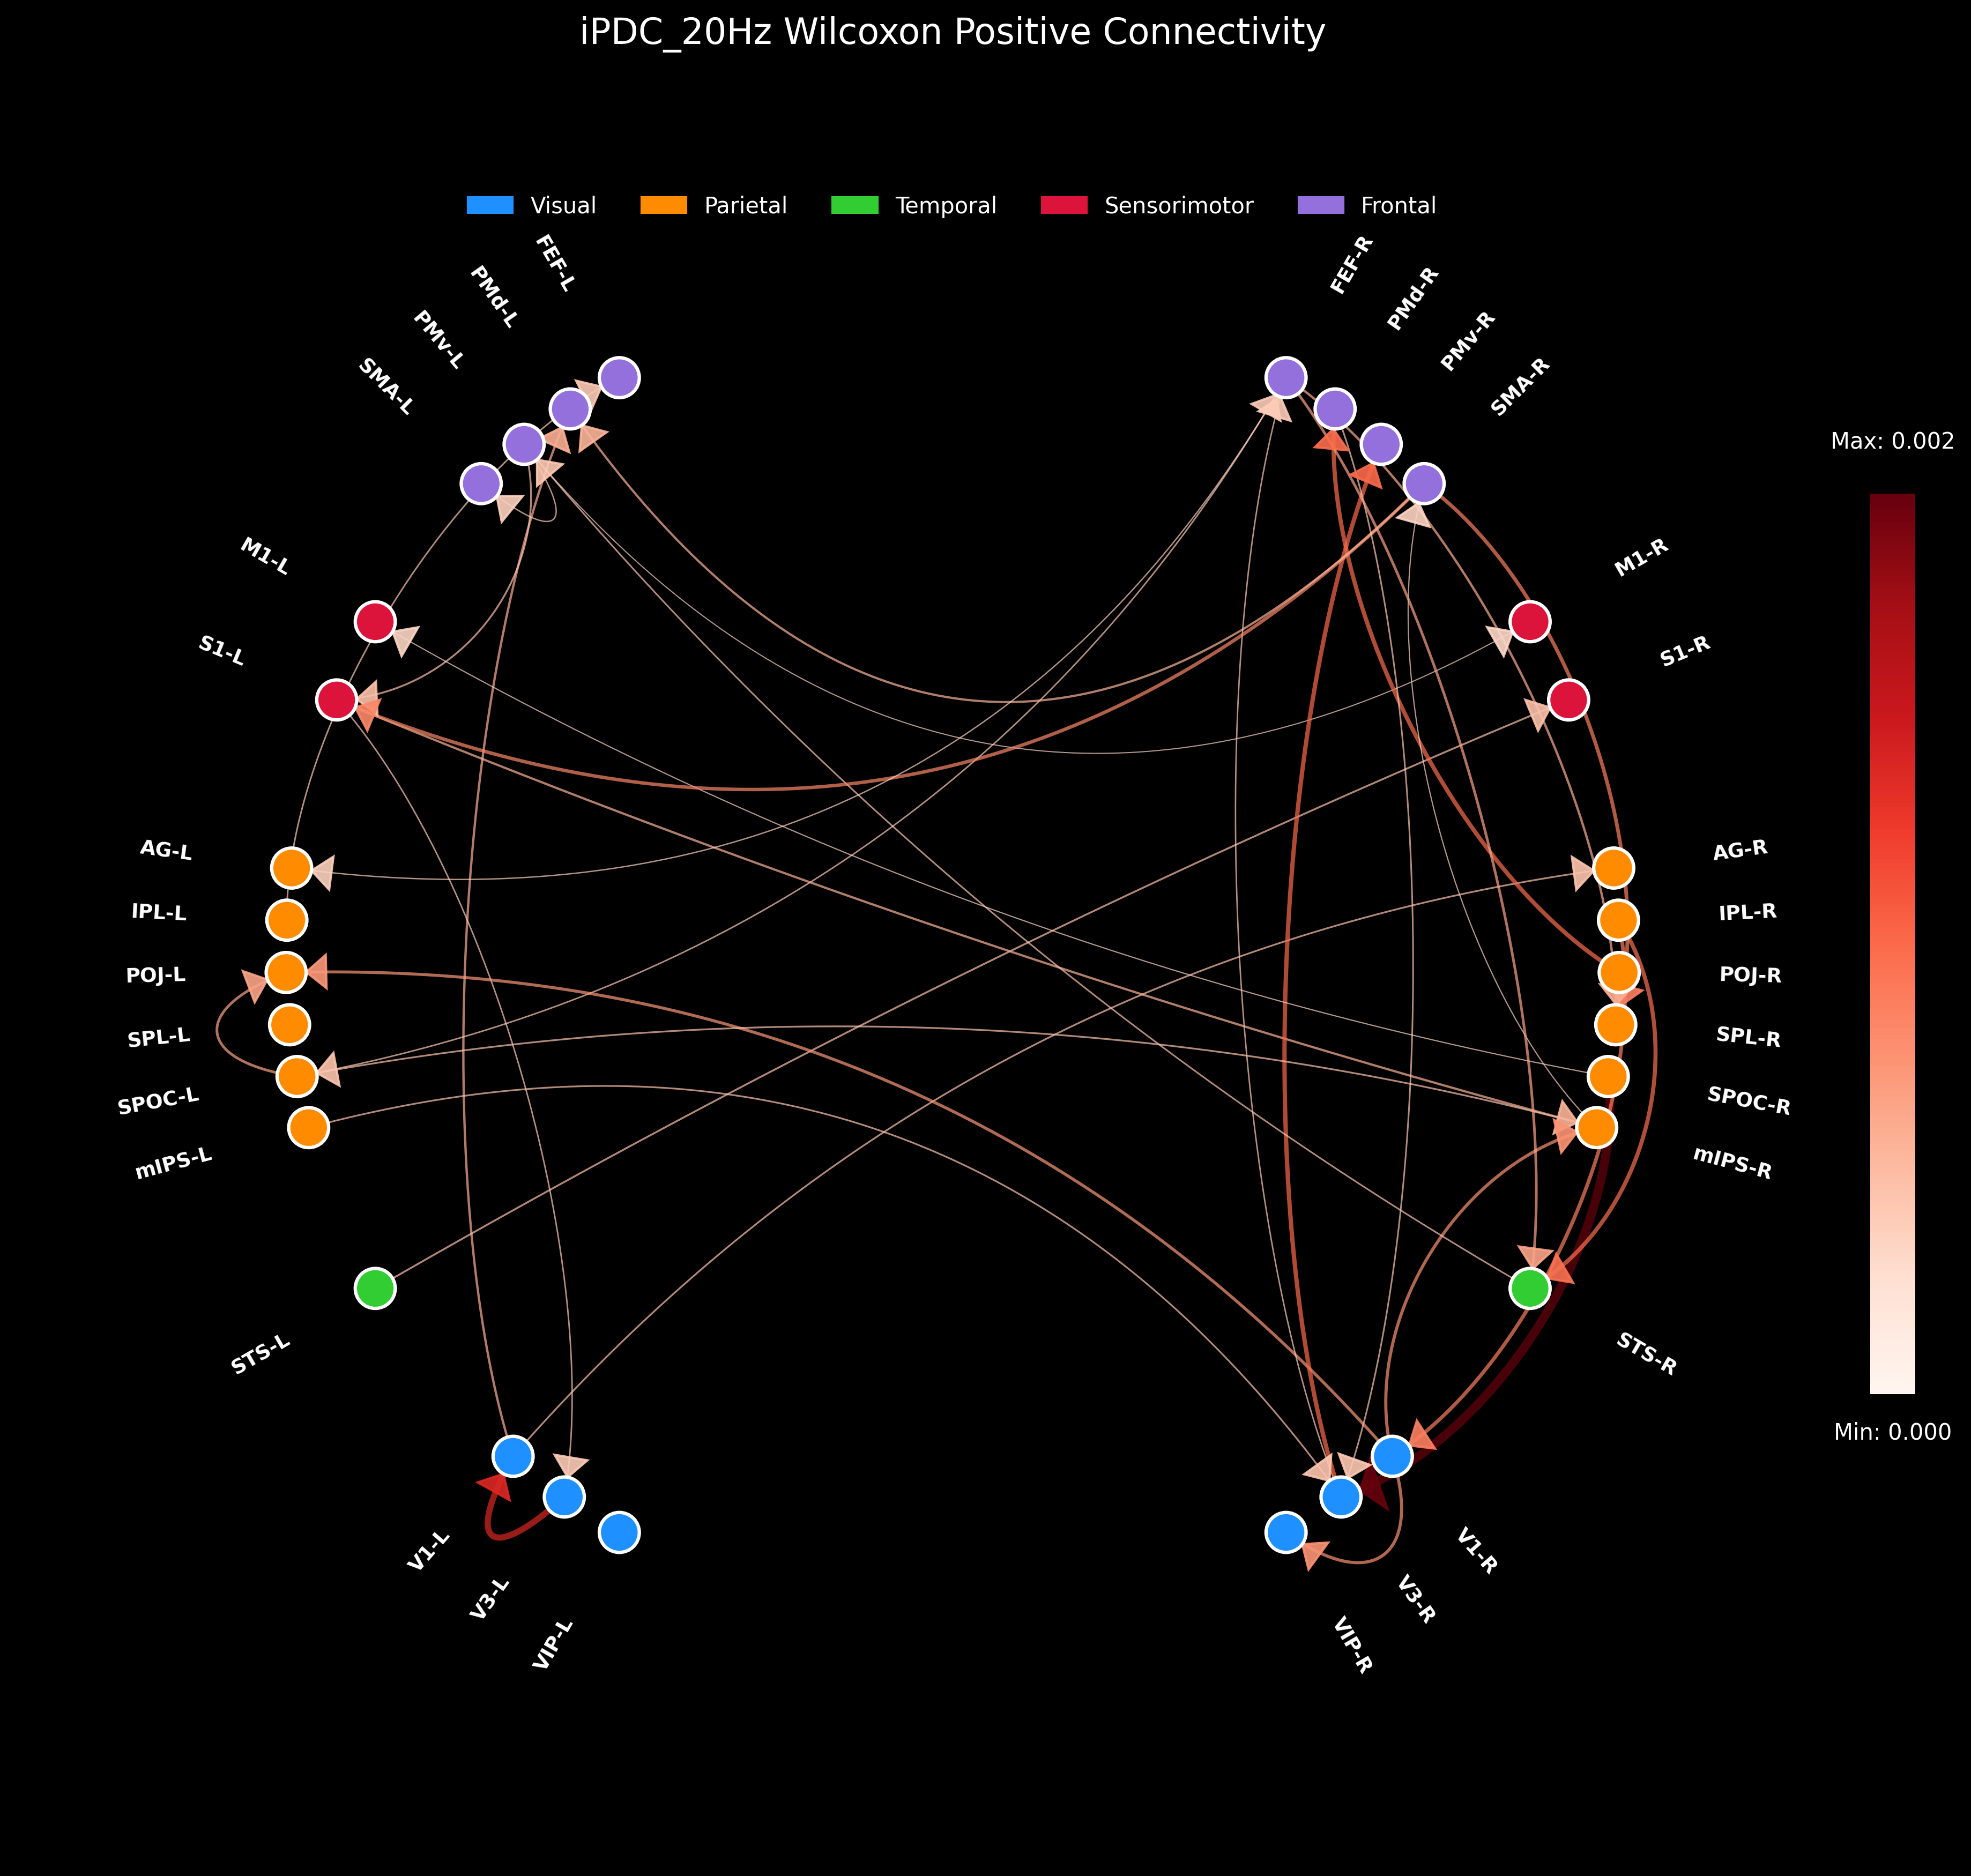 iPDC_20Hz Wilcoxon Positive Connectivity
Visual Parietal Temporal Sensorimotor Frontal
FEF-L
PMd-L
PMv-L
SMA-L
M1-L
S1-L
AG-L
IPL-L
POJ-L
SPL-L
SPOC-L
mIPS-L
STS-L
V1-L
V3-L
VIP-L
FEF-R
PMd-R
PMv-R
SMA-R
M1-R
S1-R
AG-R
IPL-R
POJ-R
SPL-R
SPOC-R
mIPS-R
STS-R
V1-R
V3-R
VIP-R
Max: 0.002
Min: 0.000